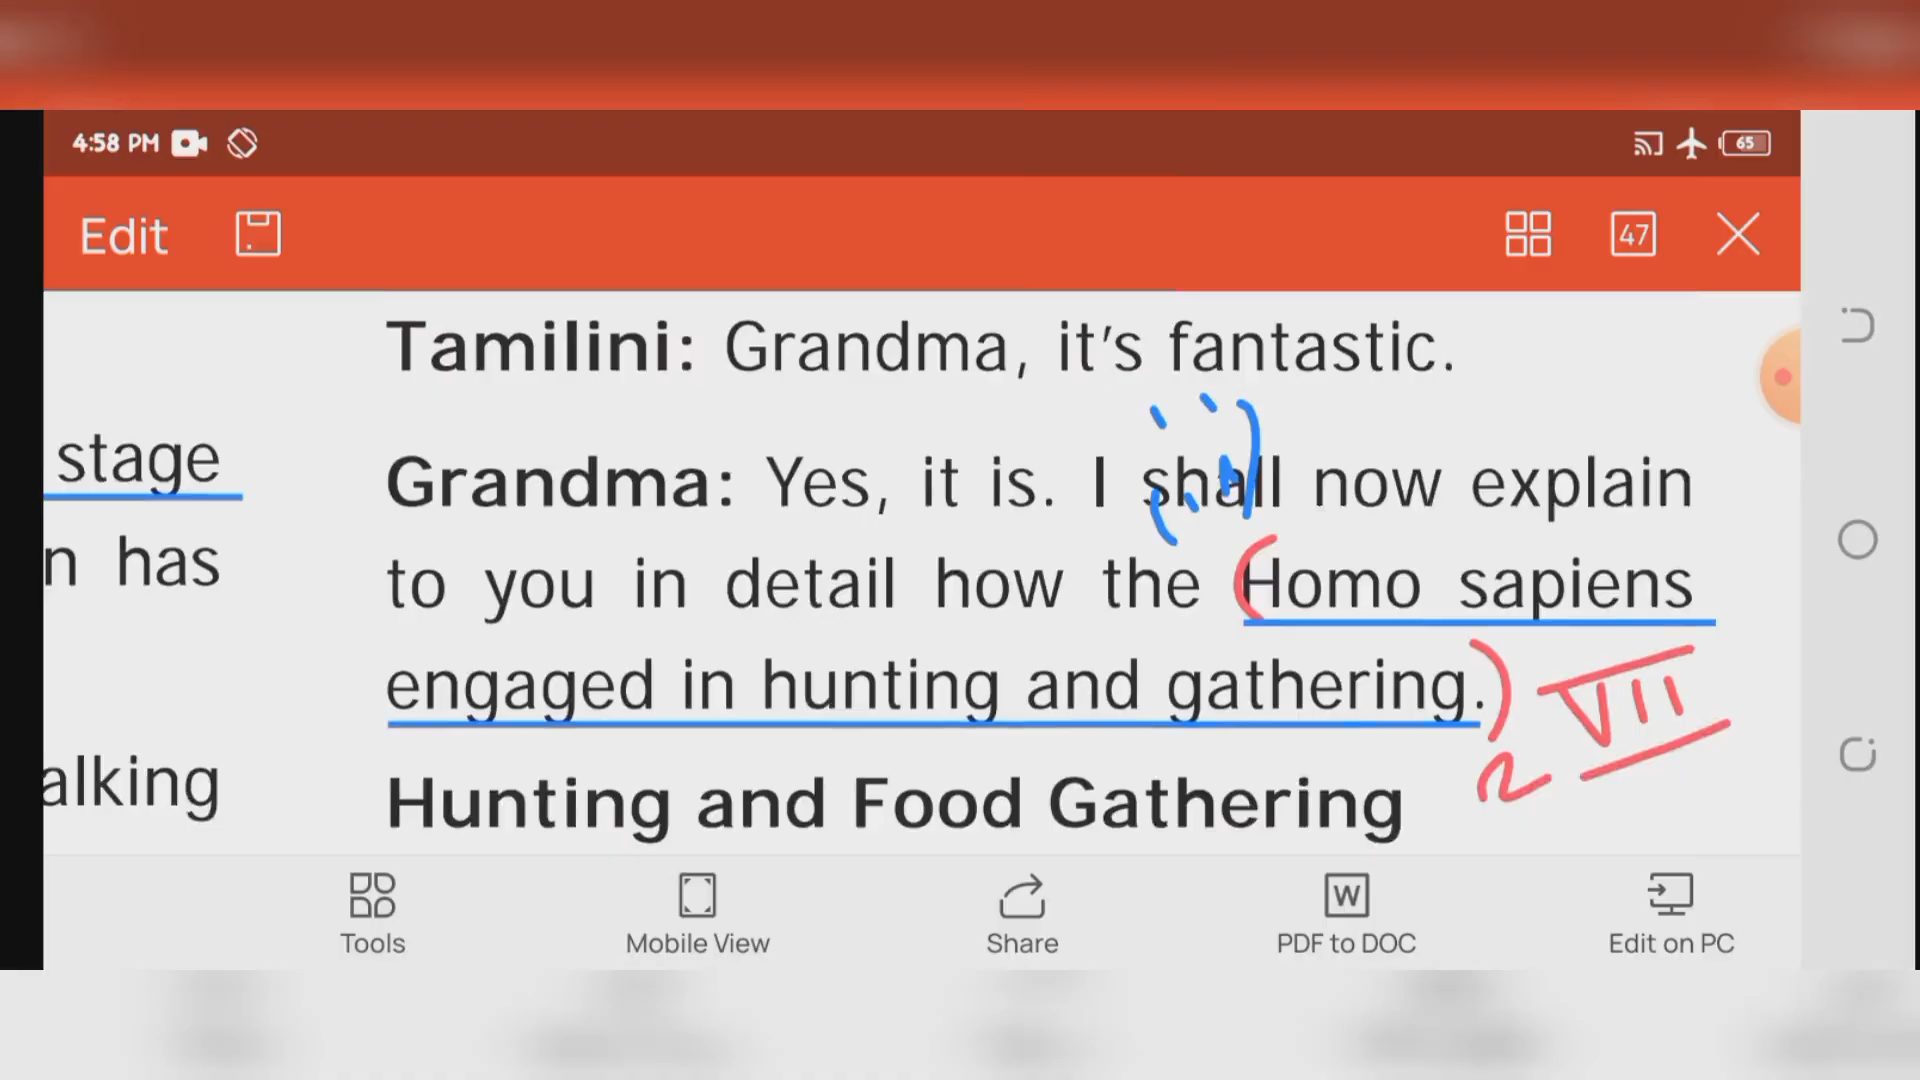 4:58 PM
65
Edit
47
Tamilini: Grandma, it's fantastic.
stage
Grandma: Yes, it is. I shall now explain
n has
to you in detail how the Homo sapiens
engaged in hunting and gathering.
VII
2
alking
Hunting and Food Gathering
Tools
Mobile View
Share
W
PDF to DOC
Edit on PC